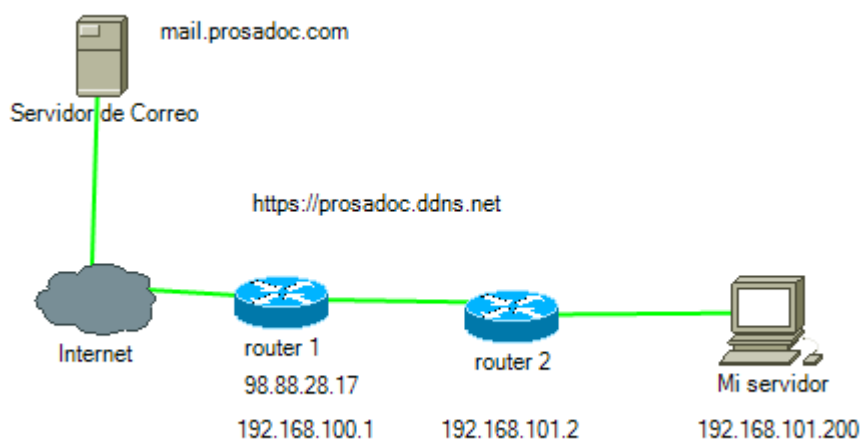 mail.prosadoc.com
Servidor de Correo
https://prosadoc.ddns.net
Internet
router 1
98.88.28.17
192.168.100.1
router 2
192.168.101.2
Mi servidor
192.168.101.200